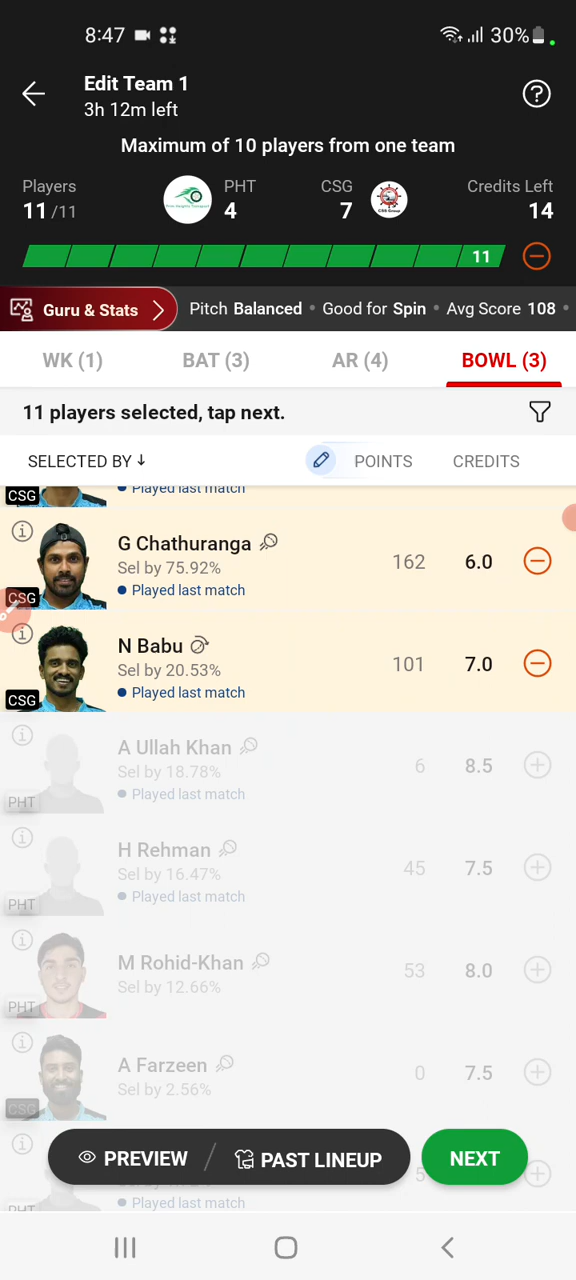 8:47
30%
Edit Team 1
3h 12m left
Maximum of 10 players from one team
Players
11/11
PHT
4
CSG
7
Credits Left
14
11
Guru & Stats
Pitch Balanced • Good for Spin • Avg Score 108 •
WK (1)
BAT (3)
AR (4)
BOWL (3)
11 players selected, tap next.
SELECTED BY ↓
POINTS
CREDITS
CSG
Played last match
G Chathuranga
Sel by 75.92%
Played last match
CSG
162
6.0
N Babu
Sel by 20.53%
Played last match
CSG
101
7.0
A Ullah Khan
Sel by 18.78%
Played last match
PHT
6
8.5
H Rehman
Sel by 16.47%
Played last match
PHT
45
7.5
M Rohid-Khan
Sel by 12.66%
PHT
53
8.0
A Farzeen
Sel by 2.56%
CSG
0
7.5
PREVIEW
PAST LINEUP
NEXT
Played last match
PHT